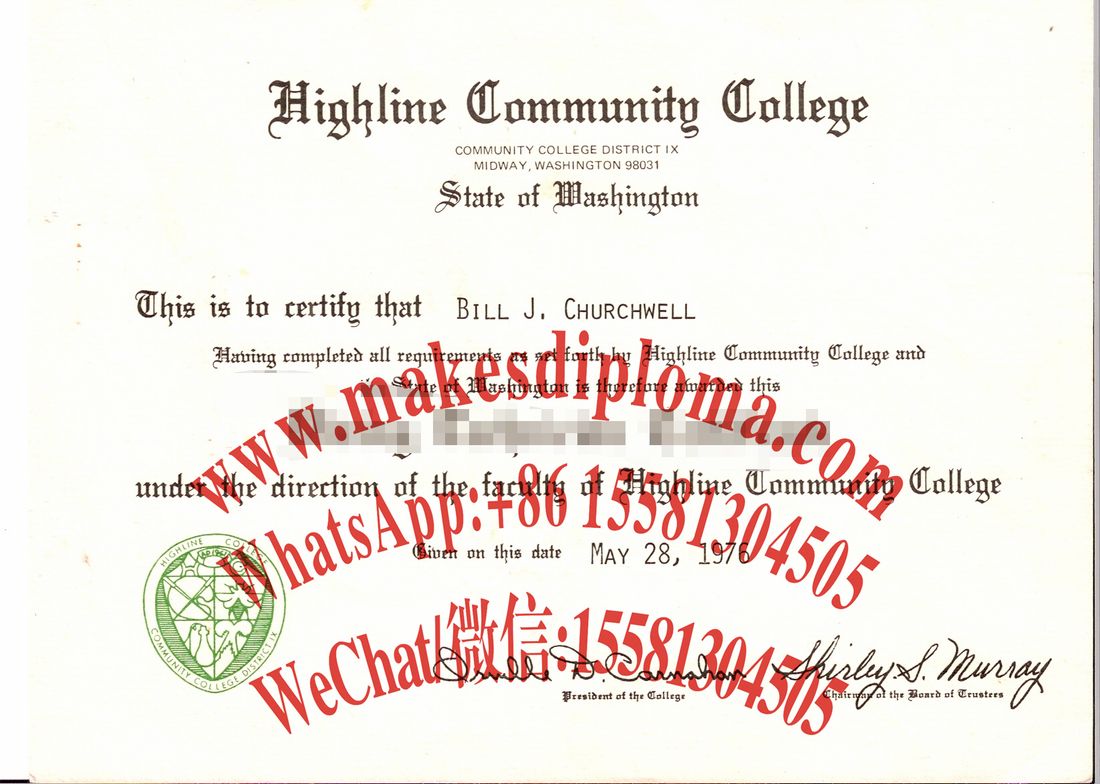 Highline Community College
COMMUNITY COLLEGE DISTRICT IX
MIDWAY, WASHINGTON 98031
State of Washington
This is to certify that BILL J. CHURCHWELL
Having completed all requirements as set forth by Highline Community College and
State of Washington is therefore awarded this
www.makesdiploma.com
under the direction of the faculty of Highline Community College
WhatsApp:+86 15581304505
Given on this date MAY 28, 1976
HIGHLINE COLLEGE
COMMUNITY COLLEGE DISTRICT IX
WeChat/微信:15581304505
Orville D. Carnahan
Shirley S. Murray
President of the College
Chairman of the Board of Trustees